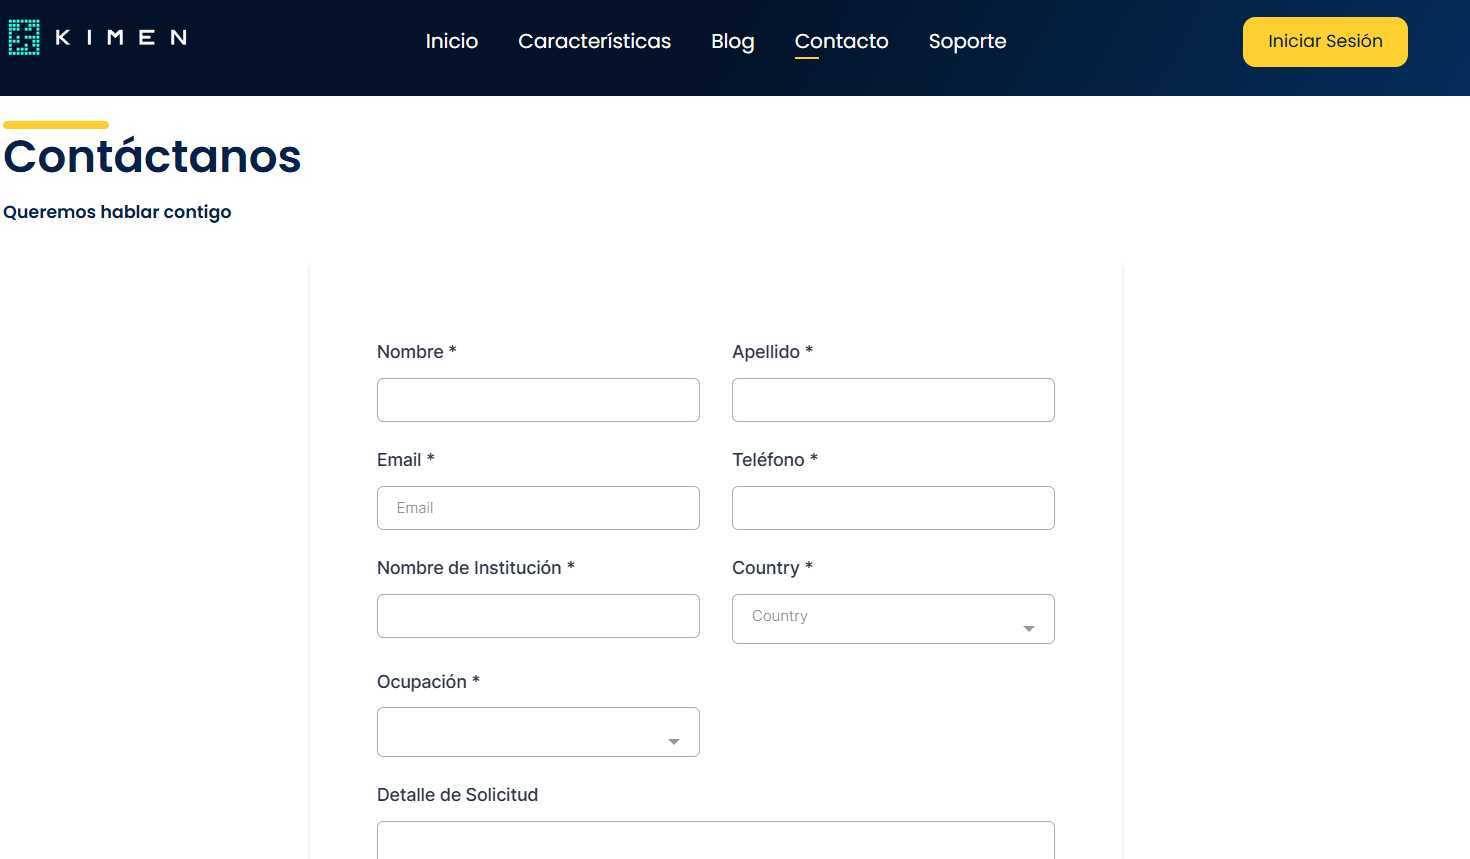 KIMEN
Inicio Características Blog Contacto Soporte
Iniciar Sesión
Contáctanos
Queremos hablar contigo
Nombre * Apellido *
Email * Teléfono *
Email
Nombre de Institución * Country *
Country
Ocupación *
Detalle de Solicitud